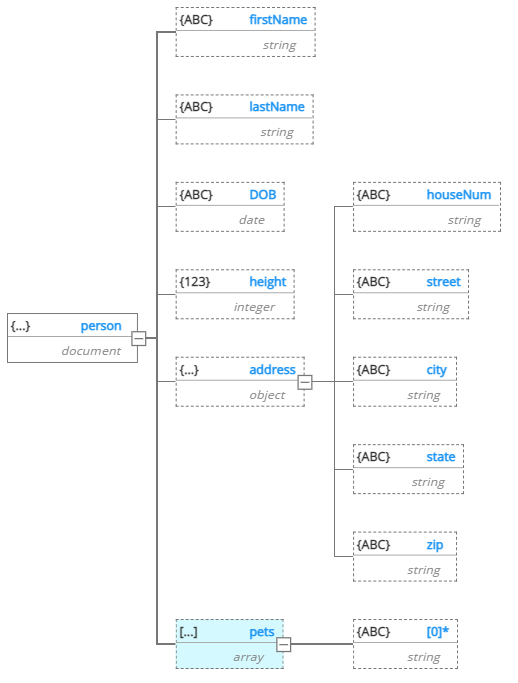 {ABC} firstName
string
{ABC} lastName
string
{ABC} DOB
date
{ABC} houseNum
string
{123} height
integer
{ABC} street
string
{...} person
document
{...} address
object
{ABC} city
string
{ABC} state
string
{ABC} zip
string
[...] pets
array
{ABC} [0]*
string